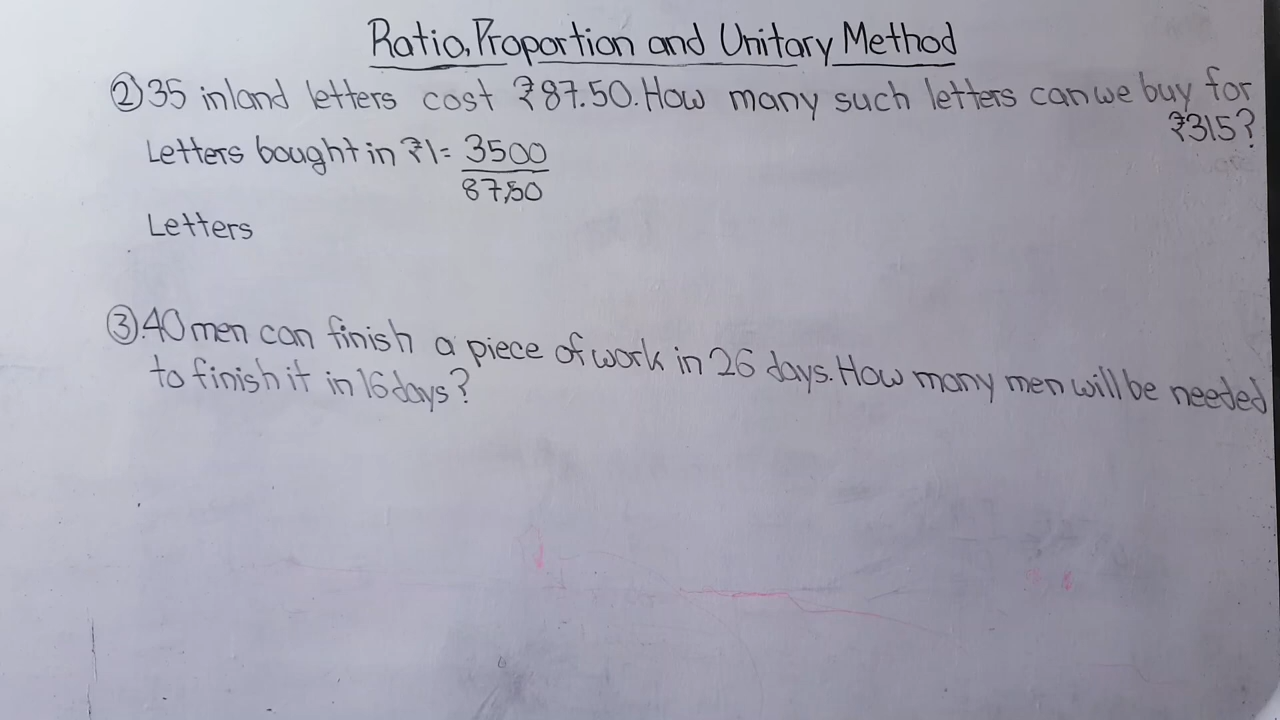 Ratio, Proportion and Unitary Method
② 35 inland letters cost ₹87.50. How many such letters can we buy for
₹315?
Letters bought in ₹1 = 3500
87,50
Letters
③. 40 men can finish a piece of work in 26 days. How many men will be needed
to finish it in 16 days?